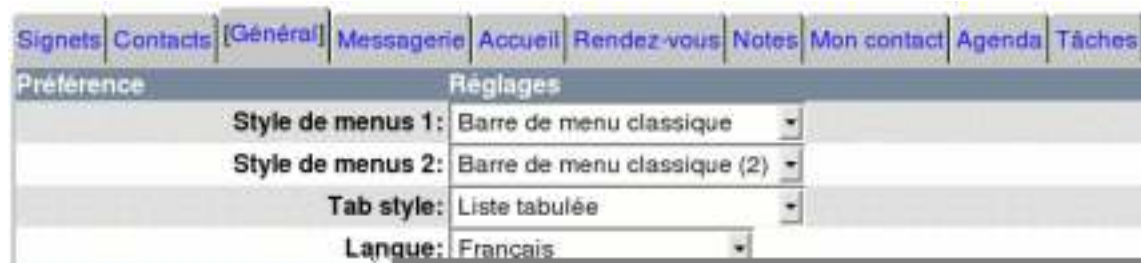 Signets Contacts [Général] Messagerie Accueil Rendez-vous Notes Mon contact Agenda Tâches
Préférence Réglages
Style de menus 1: Barre de menu classique
Style de menus 2: Barre de menu classique (2)
Tab style: Liste tabulée
Langue: Français